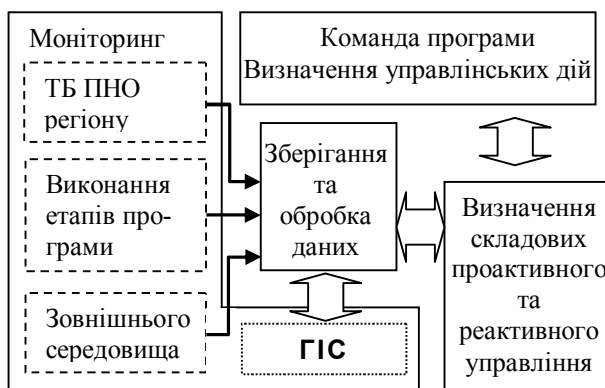 Моніторинг
ТБ ПНО
регіону
Виконання
етапів про-
грами
Зовнішнього
середовища
Зберігання
та
обробка
даних
ГІС
Команда програми
Визначення управлінських дій
Визначення
складових
проактивного
та
реактивного
управління